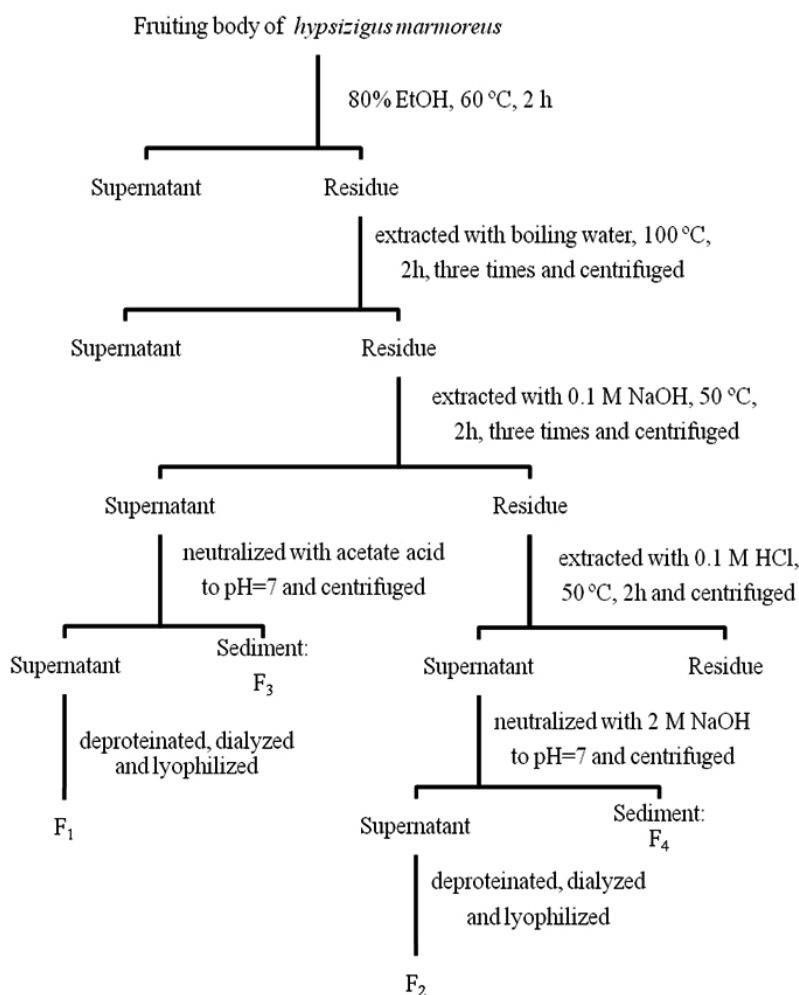 Fruiting body of hypsizigus marmoreus
80% EtOH, 60 °C, 2 h
Supernatant
Residue
extracted with boiling water, 100 °C,
2h, three times and centrifuged
Supernatant
Residue
extracted with 0.1 M NaOH, 50 °C,
2h, three times and centrifuged
Supernatant
Residue
neutralized with acetate acid
to pH=7 and centrifuged
extracted with 0.1 M HCl,
50 °C, 2h and centrifuged
Supernatant
Sediment:
F3
Supernatant
Residue
deproteinated, dialyzed
and lyophilized
neutralized with 2 M NaOH
to pH=7 and centrifuged
F1
Supernatant
Sediment:
F4
deproteinated, dialyzed
and lyophilized
F2